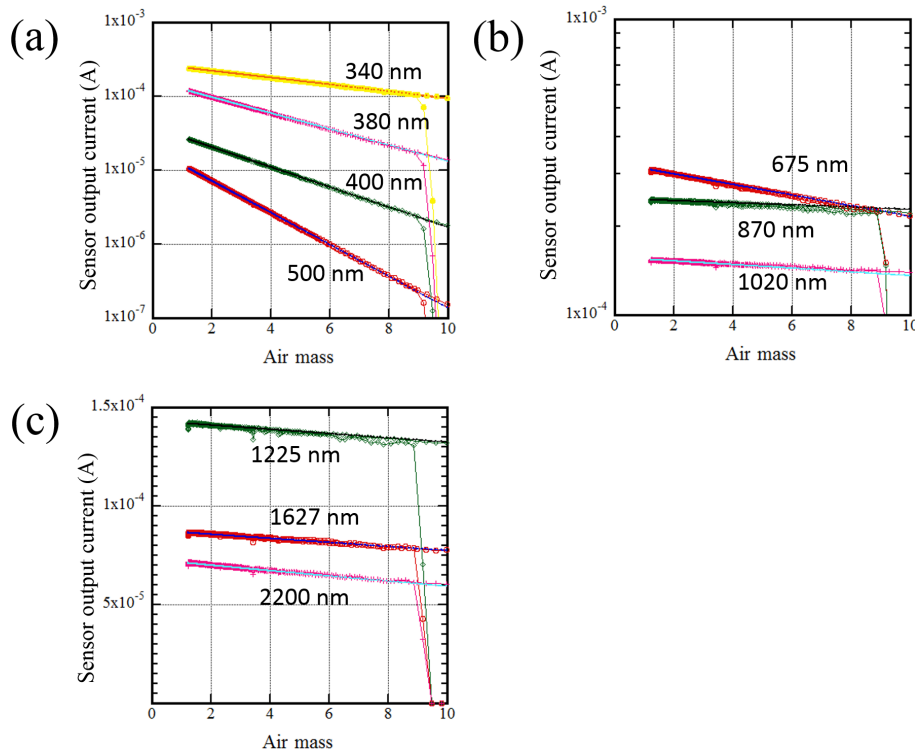 (a)
Sensor output current (A)
1x10⁻³
1x10⁻⁴
1x10⁻⁵
1x10⁻⁶
1x10⁻⁷
340 nm
380 nm
400 nm
500 nm
0 2 4 6 8 10
Air mass
(b)
Sensor output current (A)
1x10⁻³
1x10⁻⁴
675 nm
870 nm
1020 nm
0 2 4 6 8 10
Air mass
(c)
Sensor output current (A)
1.5x10⁻⁴
1x10⁻⁴
5x10⁻⁵
1225 nm
1627 nm
2200 nm
0 2 4 6 8 10
Air mass